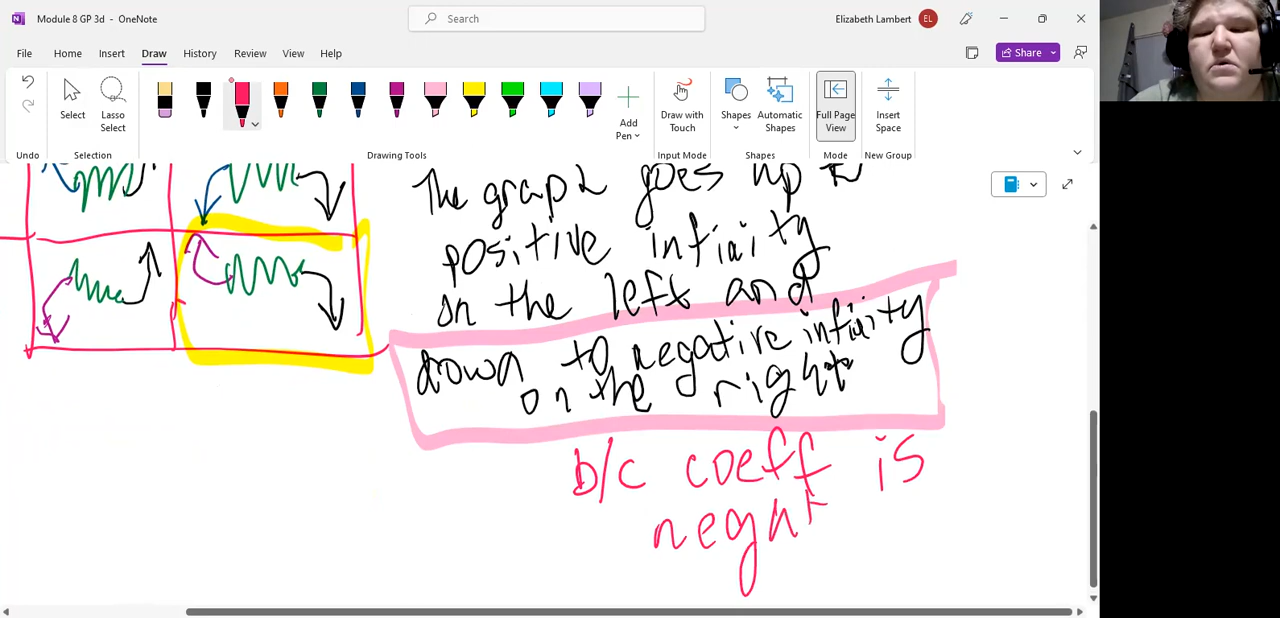 Module 8 GP 3d - OneNote
Search
Elizabeth Lambert
EL
File Home Insert Draw History Review View Help
Share
Select
Lasso Select
Add Pen
Draw with Touch
Shapes
Automatic Shapes
Full Page View
Insert Space
Undo
Selection
Drawing Tools
Input Mode
Shapes
Mode
New Group
The graph goes up to
positive infinity
on the left and
down to negative infinity
on the right
b/c coeff is
negat